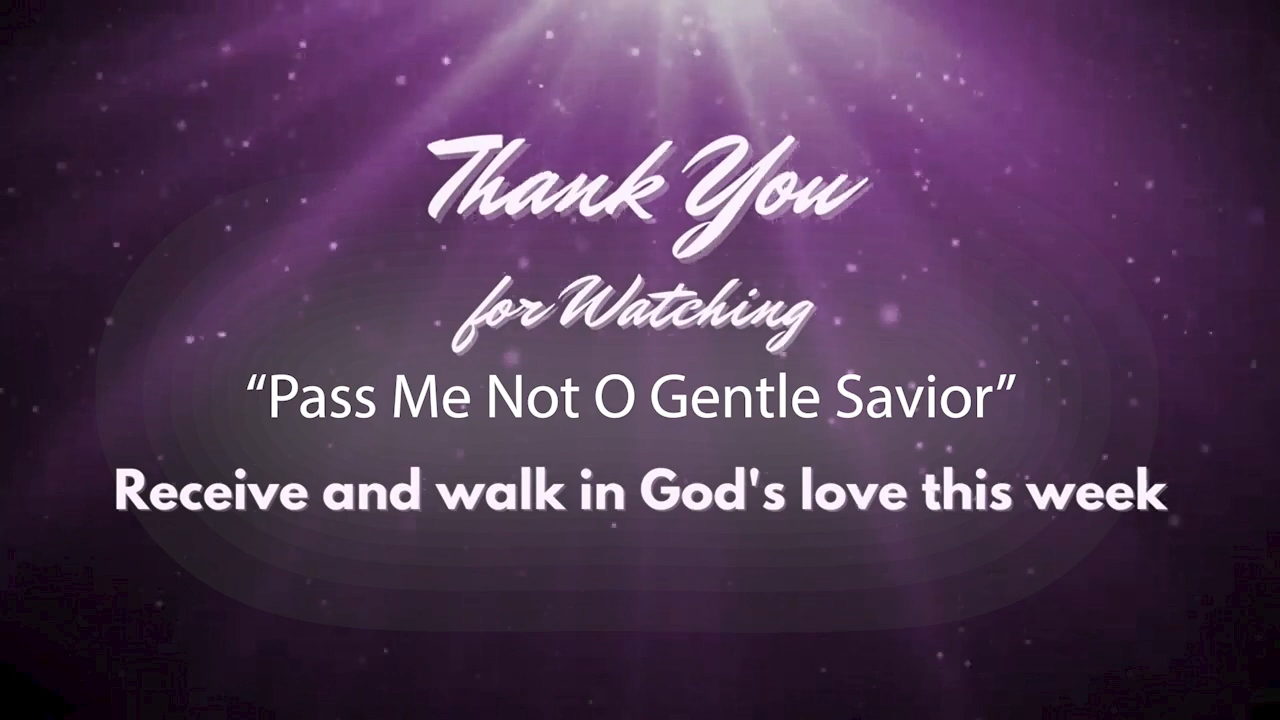 Thank You
for Watching
“Pass Me Not O Gentle Savior”
Receive and walk in God's love this week